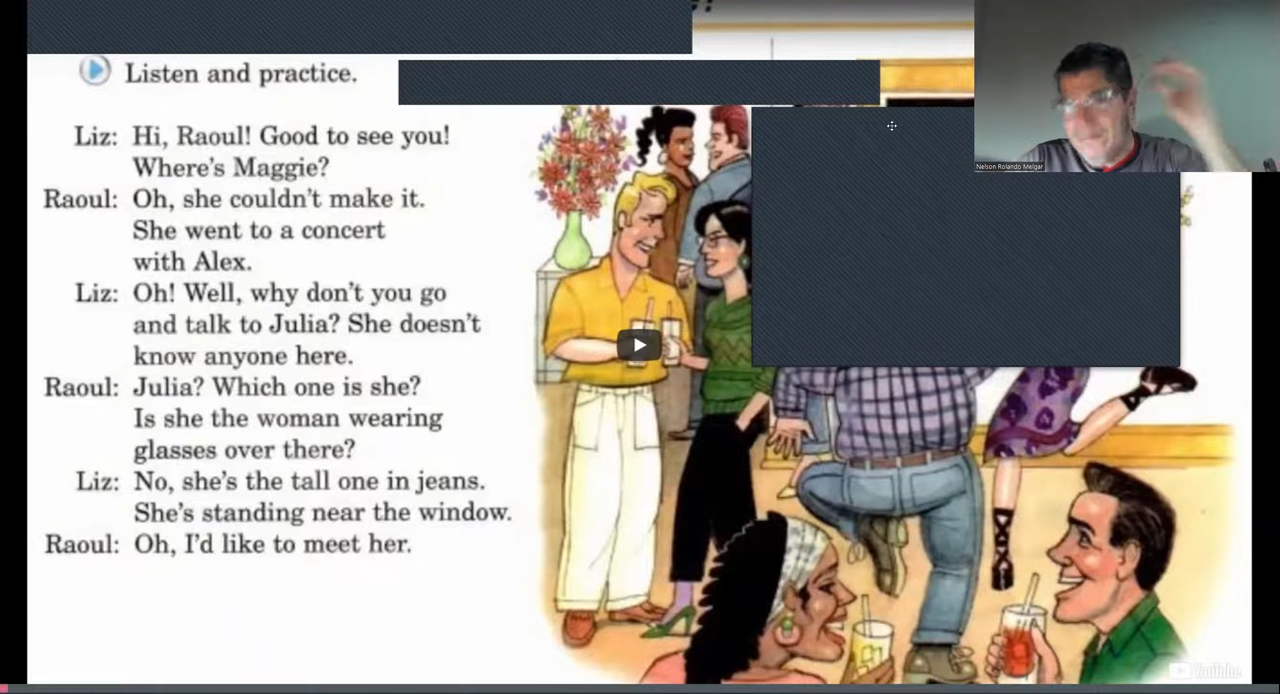 Listen and practice.
Nelson Rolando Melgar
Liz: Hi, Raoul! Good to see you!
Where's Maggie?
Raoul: Oh, she couldn't make it.
She went to a concert
with Alex.
Liz: Oh! Well, why don't you go
and talk to Julia? She doesn't
know anyone here.
Raoul: Julia? Which one is she?
Is she the woman wearing
glasses over there?
Liz: No, she's the tall one in jeans.
She's standing near the window.
Raoul: Oh, I'd like to meet her.
YouTube